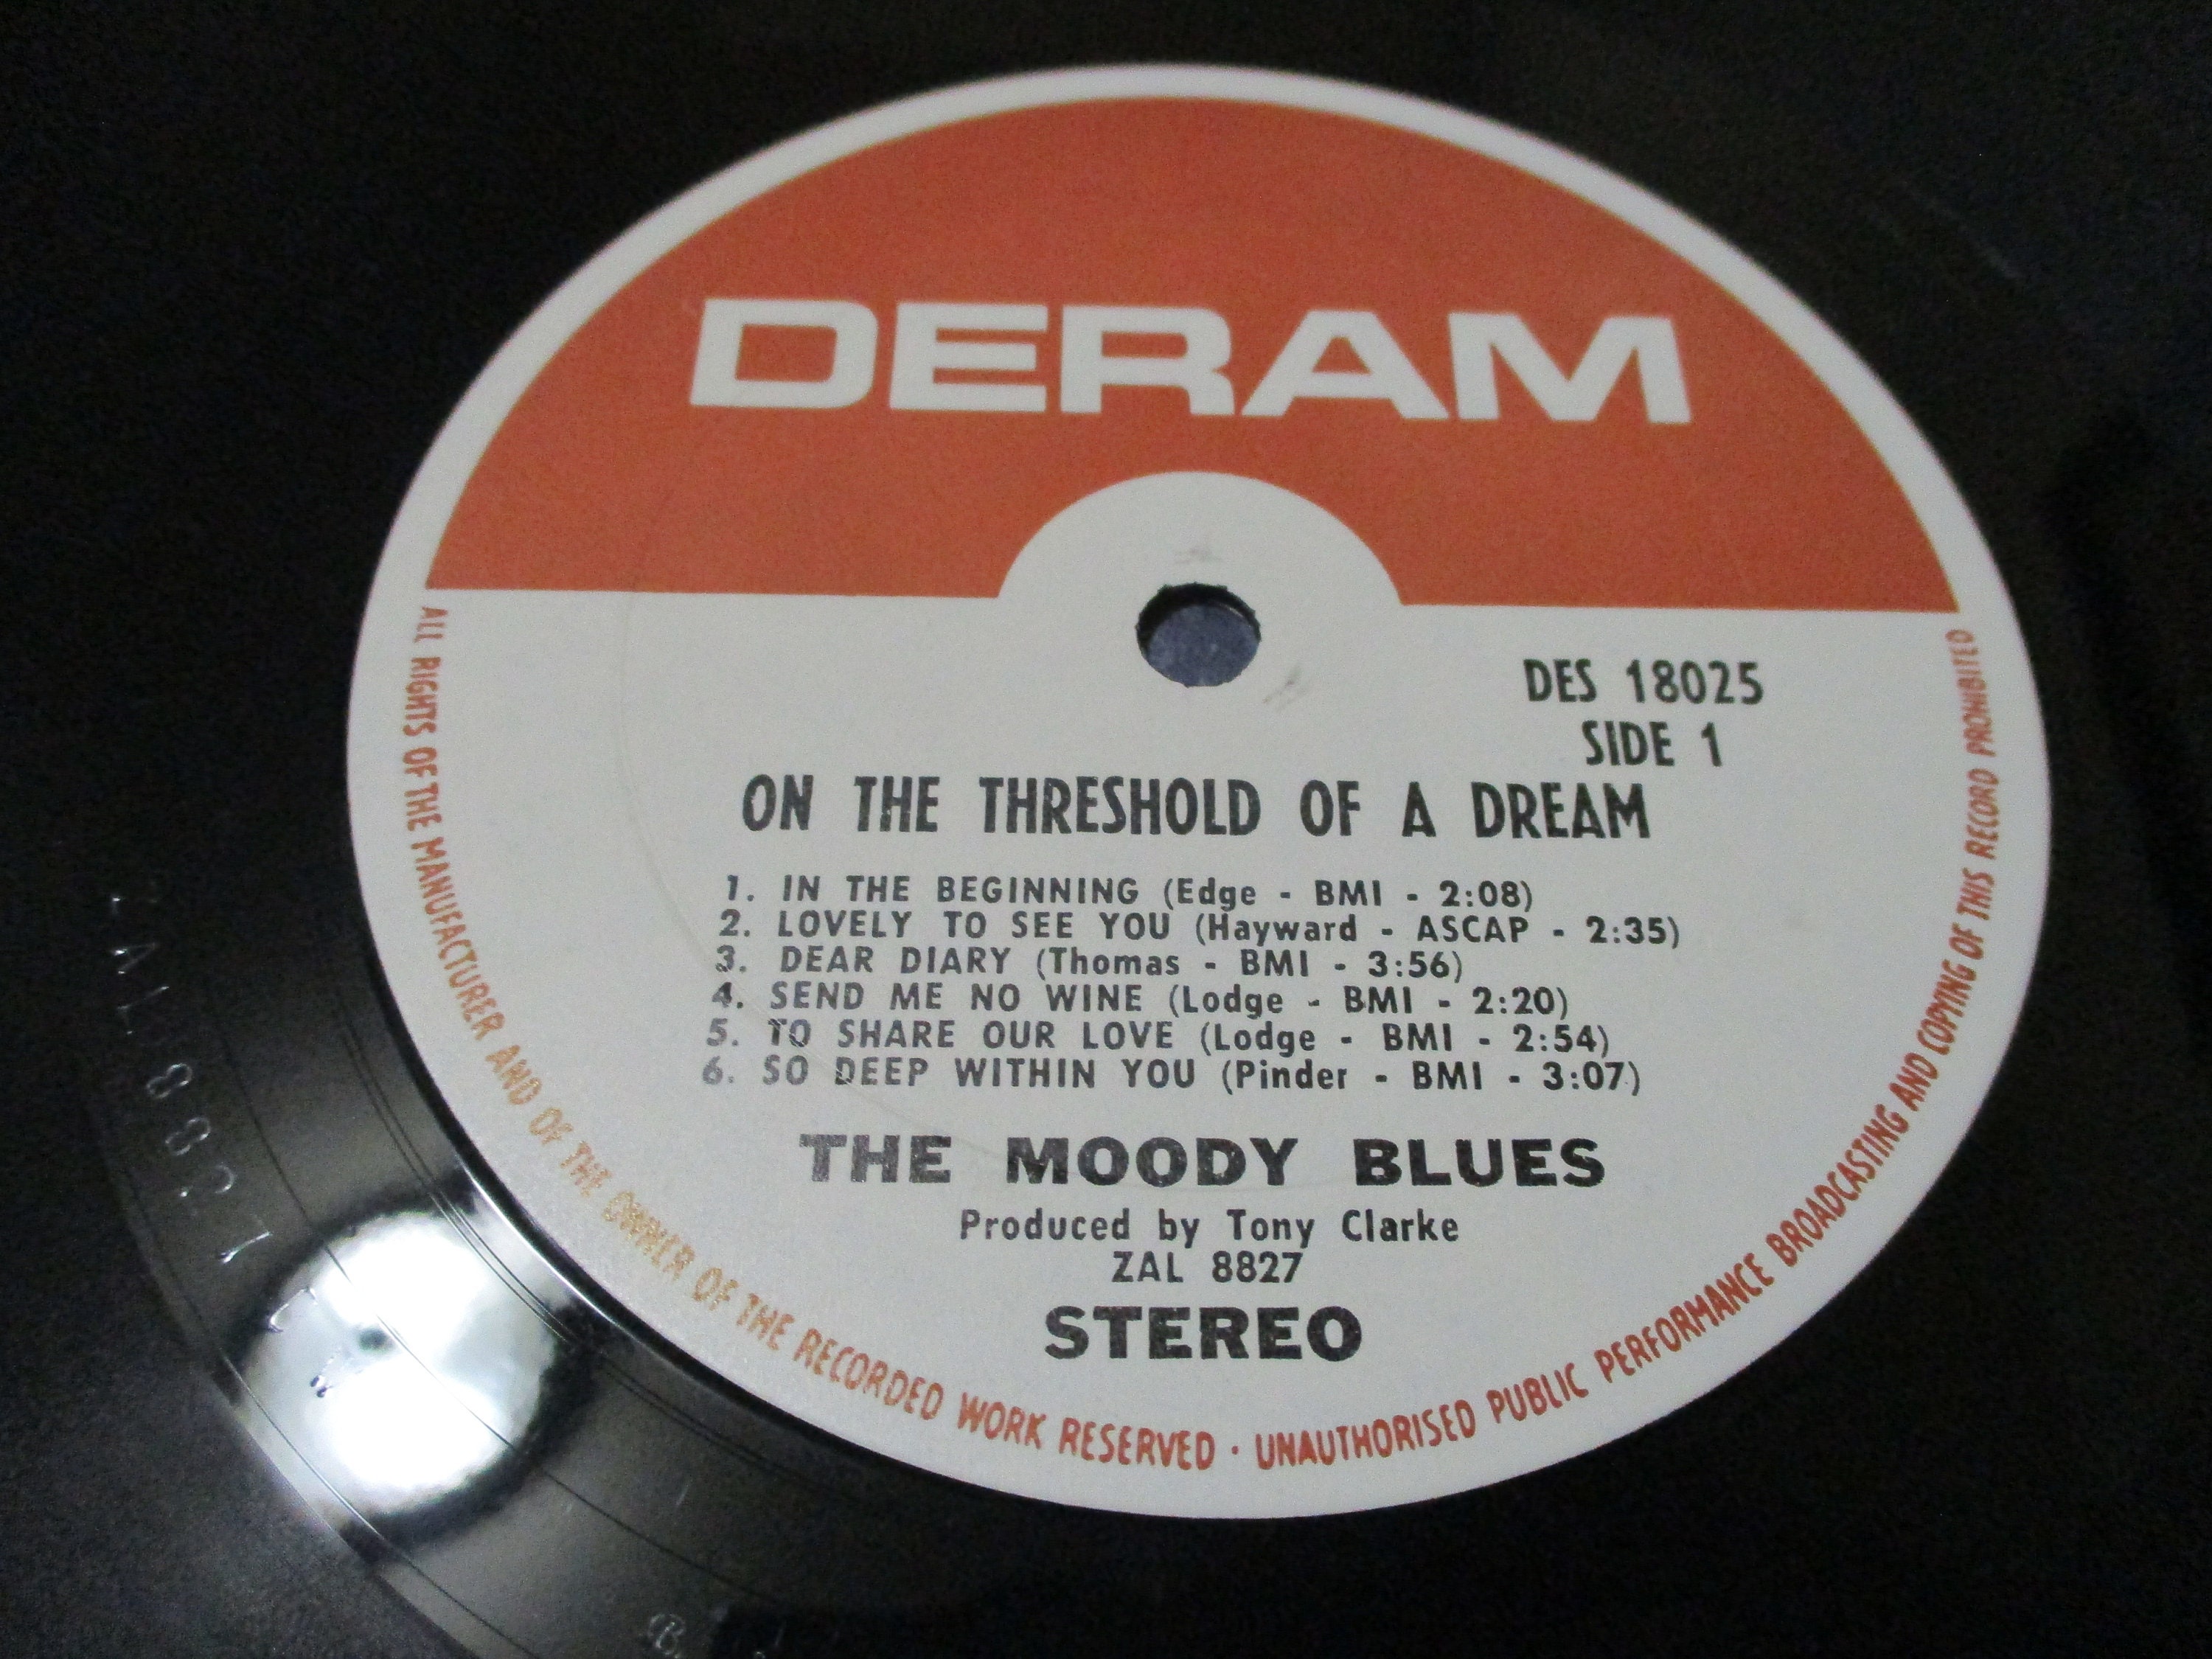 DERAM
DES 18025
SIDE 1
ON THE THRESHOLD OF A DREAM
1. IN THE BEGINNING (Edge - BMI - 2:08)
2. LOVELY TO SEE YOU (Hayward - ASCAP - 2:35)
3. DEAR DIARY (Thomas - BMI - 3:56)
4. SEND ME NO WINE (Lodge - BMI - 2:20)
5. TO SHARE OUR LOVE (Lodge - BMI - 2:54)
6. SO DEEP WITHIN YOU (Pinder - BMI - 3:07)
THE MOODY BLUES
Produced by Tony Clarke
ZAL 8827
STEREO
ALL RIGHTS OF THE MANUFACTURER AND OF THE OWNER OF THE RECORDED WORK RESERVED · UNAUTHORISED PUBLIC PERFORMANCE BROADCASTING AND COPYING OF THIS RECORD PROHIBITED